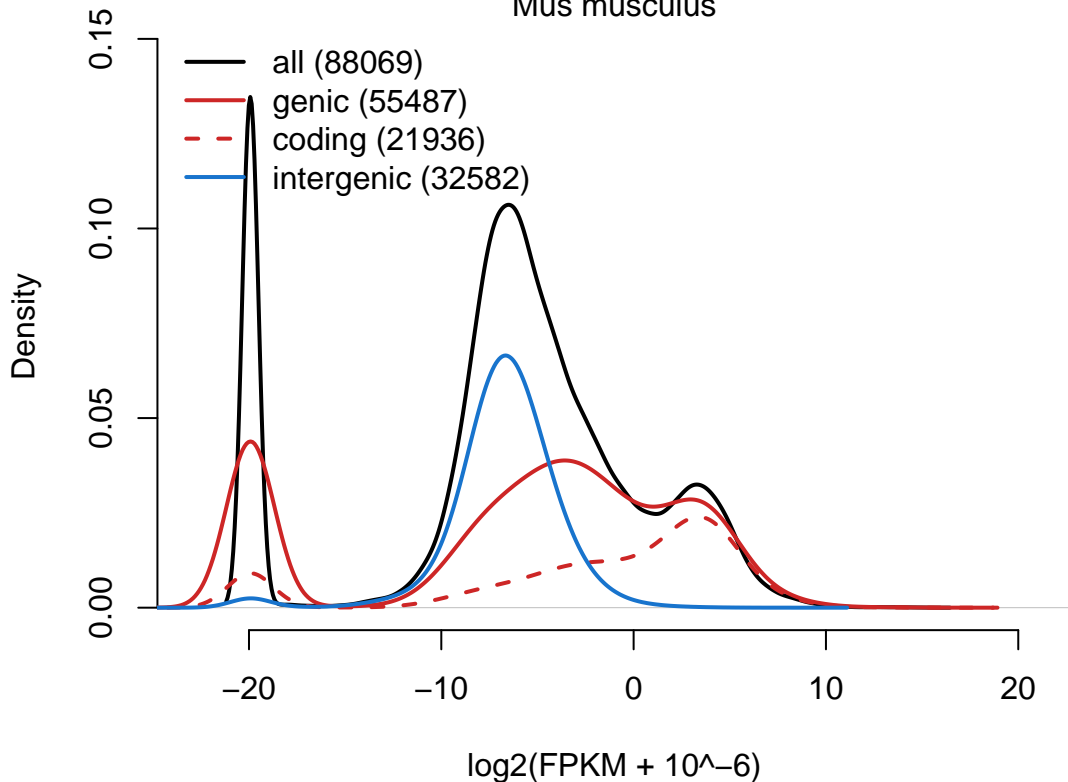 Mus musculus
all (88069)
genic (55487)
coding (21936)
intergenic (32582)
Density
0.15
0.10
0.05
0.00
−20 −10 0 10 20
log2(FPKM + 10^−6)